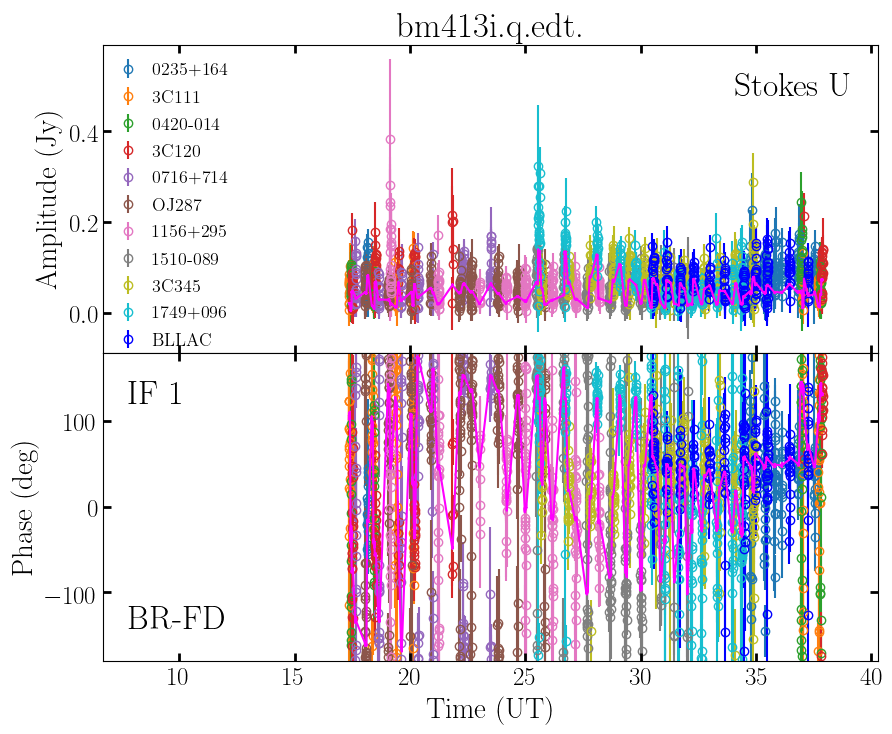 bm413i.q.edt.
Stokes U
0235+164
3C111
0420-014
3C120
0716+714
OJ287
1156+295
1510-089
3C345
1749+096
BLLAC
Amplitude (Jy)
0.4
0.2
0.0
IF 1
BR-FD
Phase (deg)
100
0
−100
10 15 20 25 30 35 40
Time (UT)